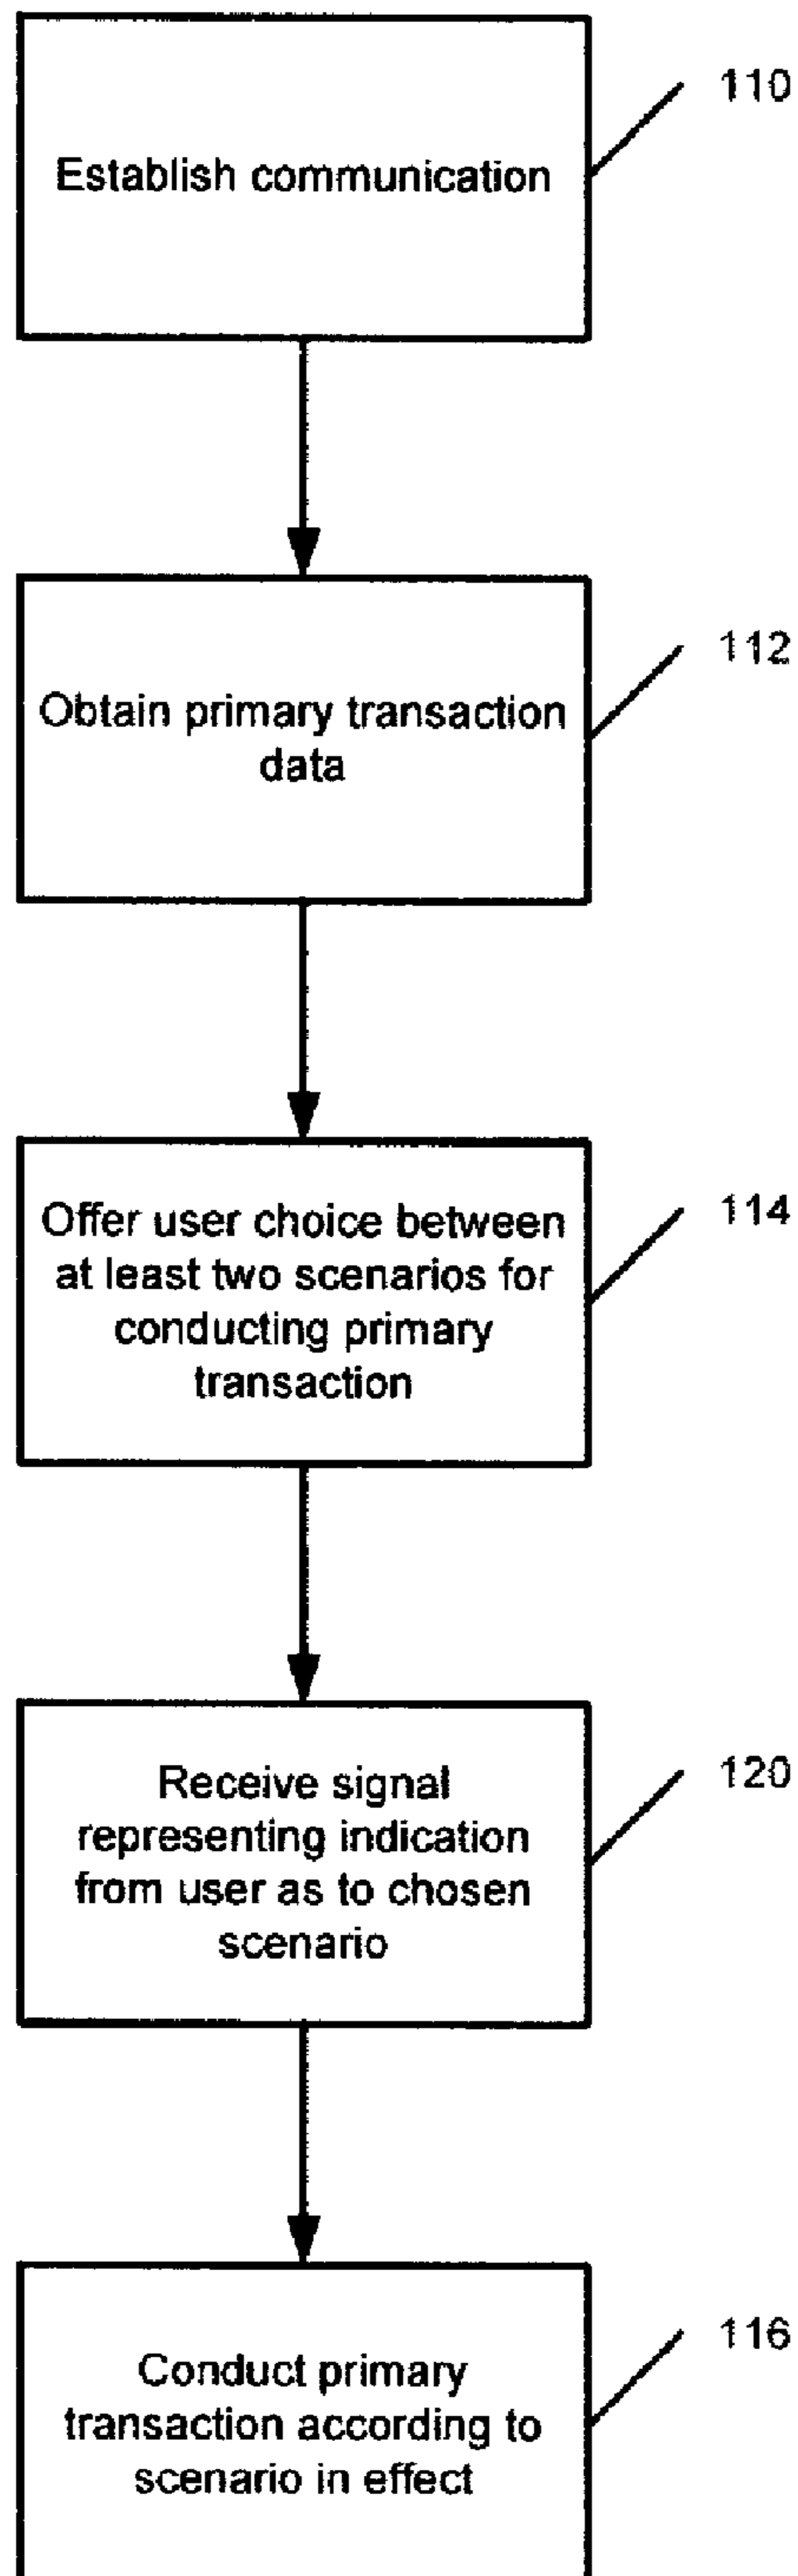 Establish communication
110
Obtain primary transaction
data
112
Offer user choice between
at least two scenarios for
conducting primary
transaction
114
Receive signal
representing indication
from user as to chosen
scenario
120
Conduct primary
transaction according to
scenario in effect
116